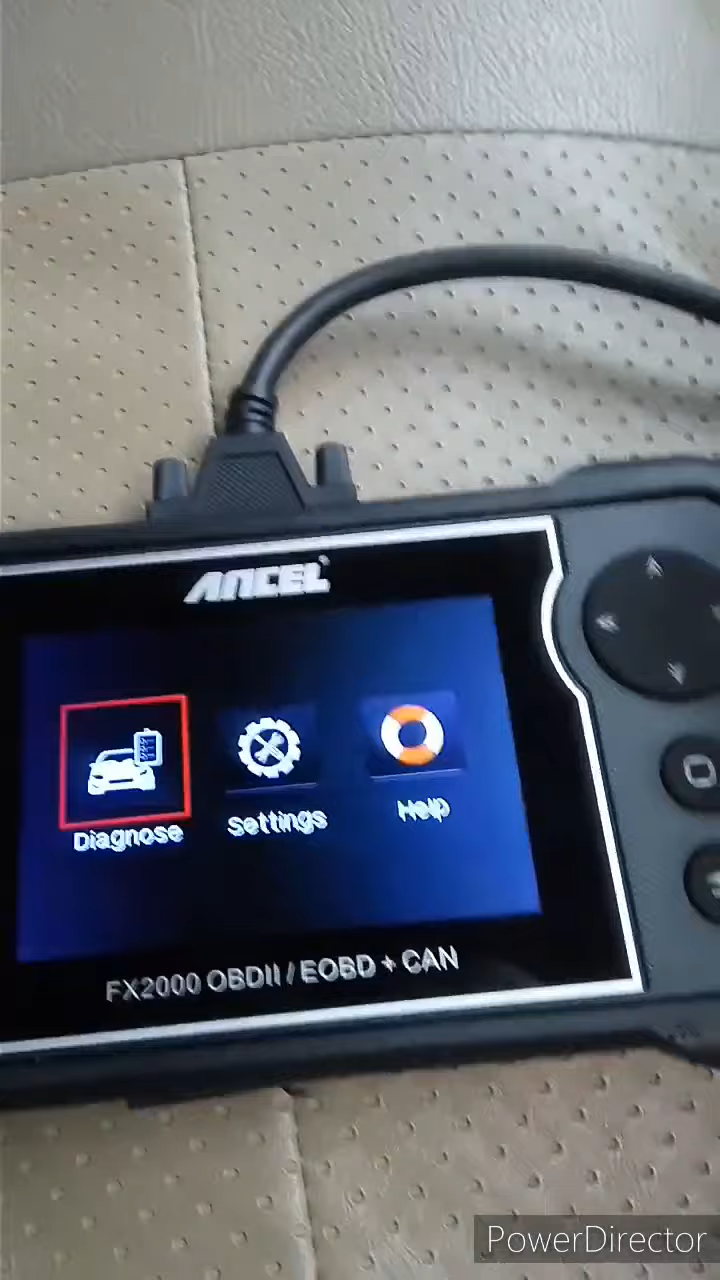 ANCEL
Diagnose
Settings
Help
FX2000 OBDII / EOBD + CAN
PowerDirector